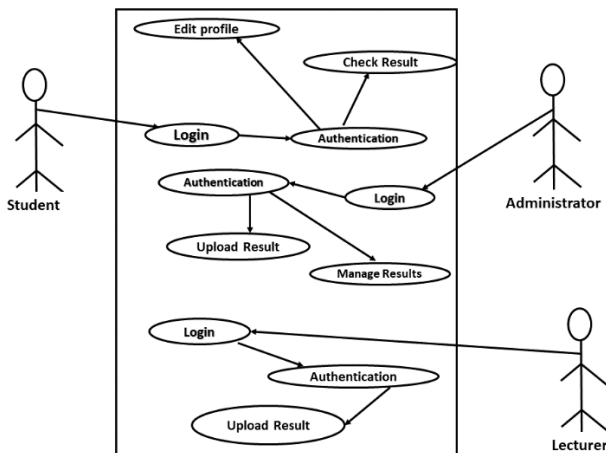 Edit profile
Check Result
Login
Authentication
Authentication
Login
Student
Administrator
Upload Result
Manage Results
Login
Authentication
Upload Result
Lecturer